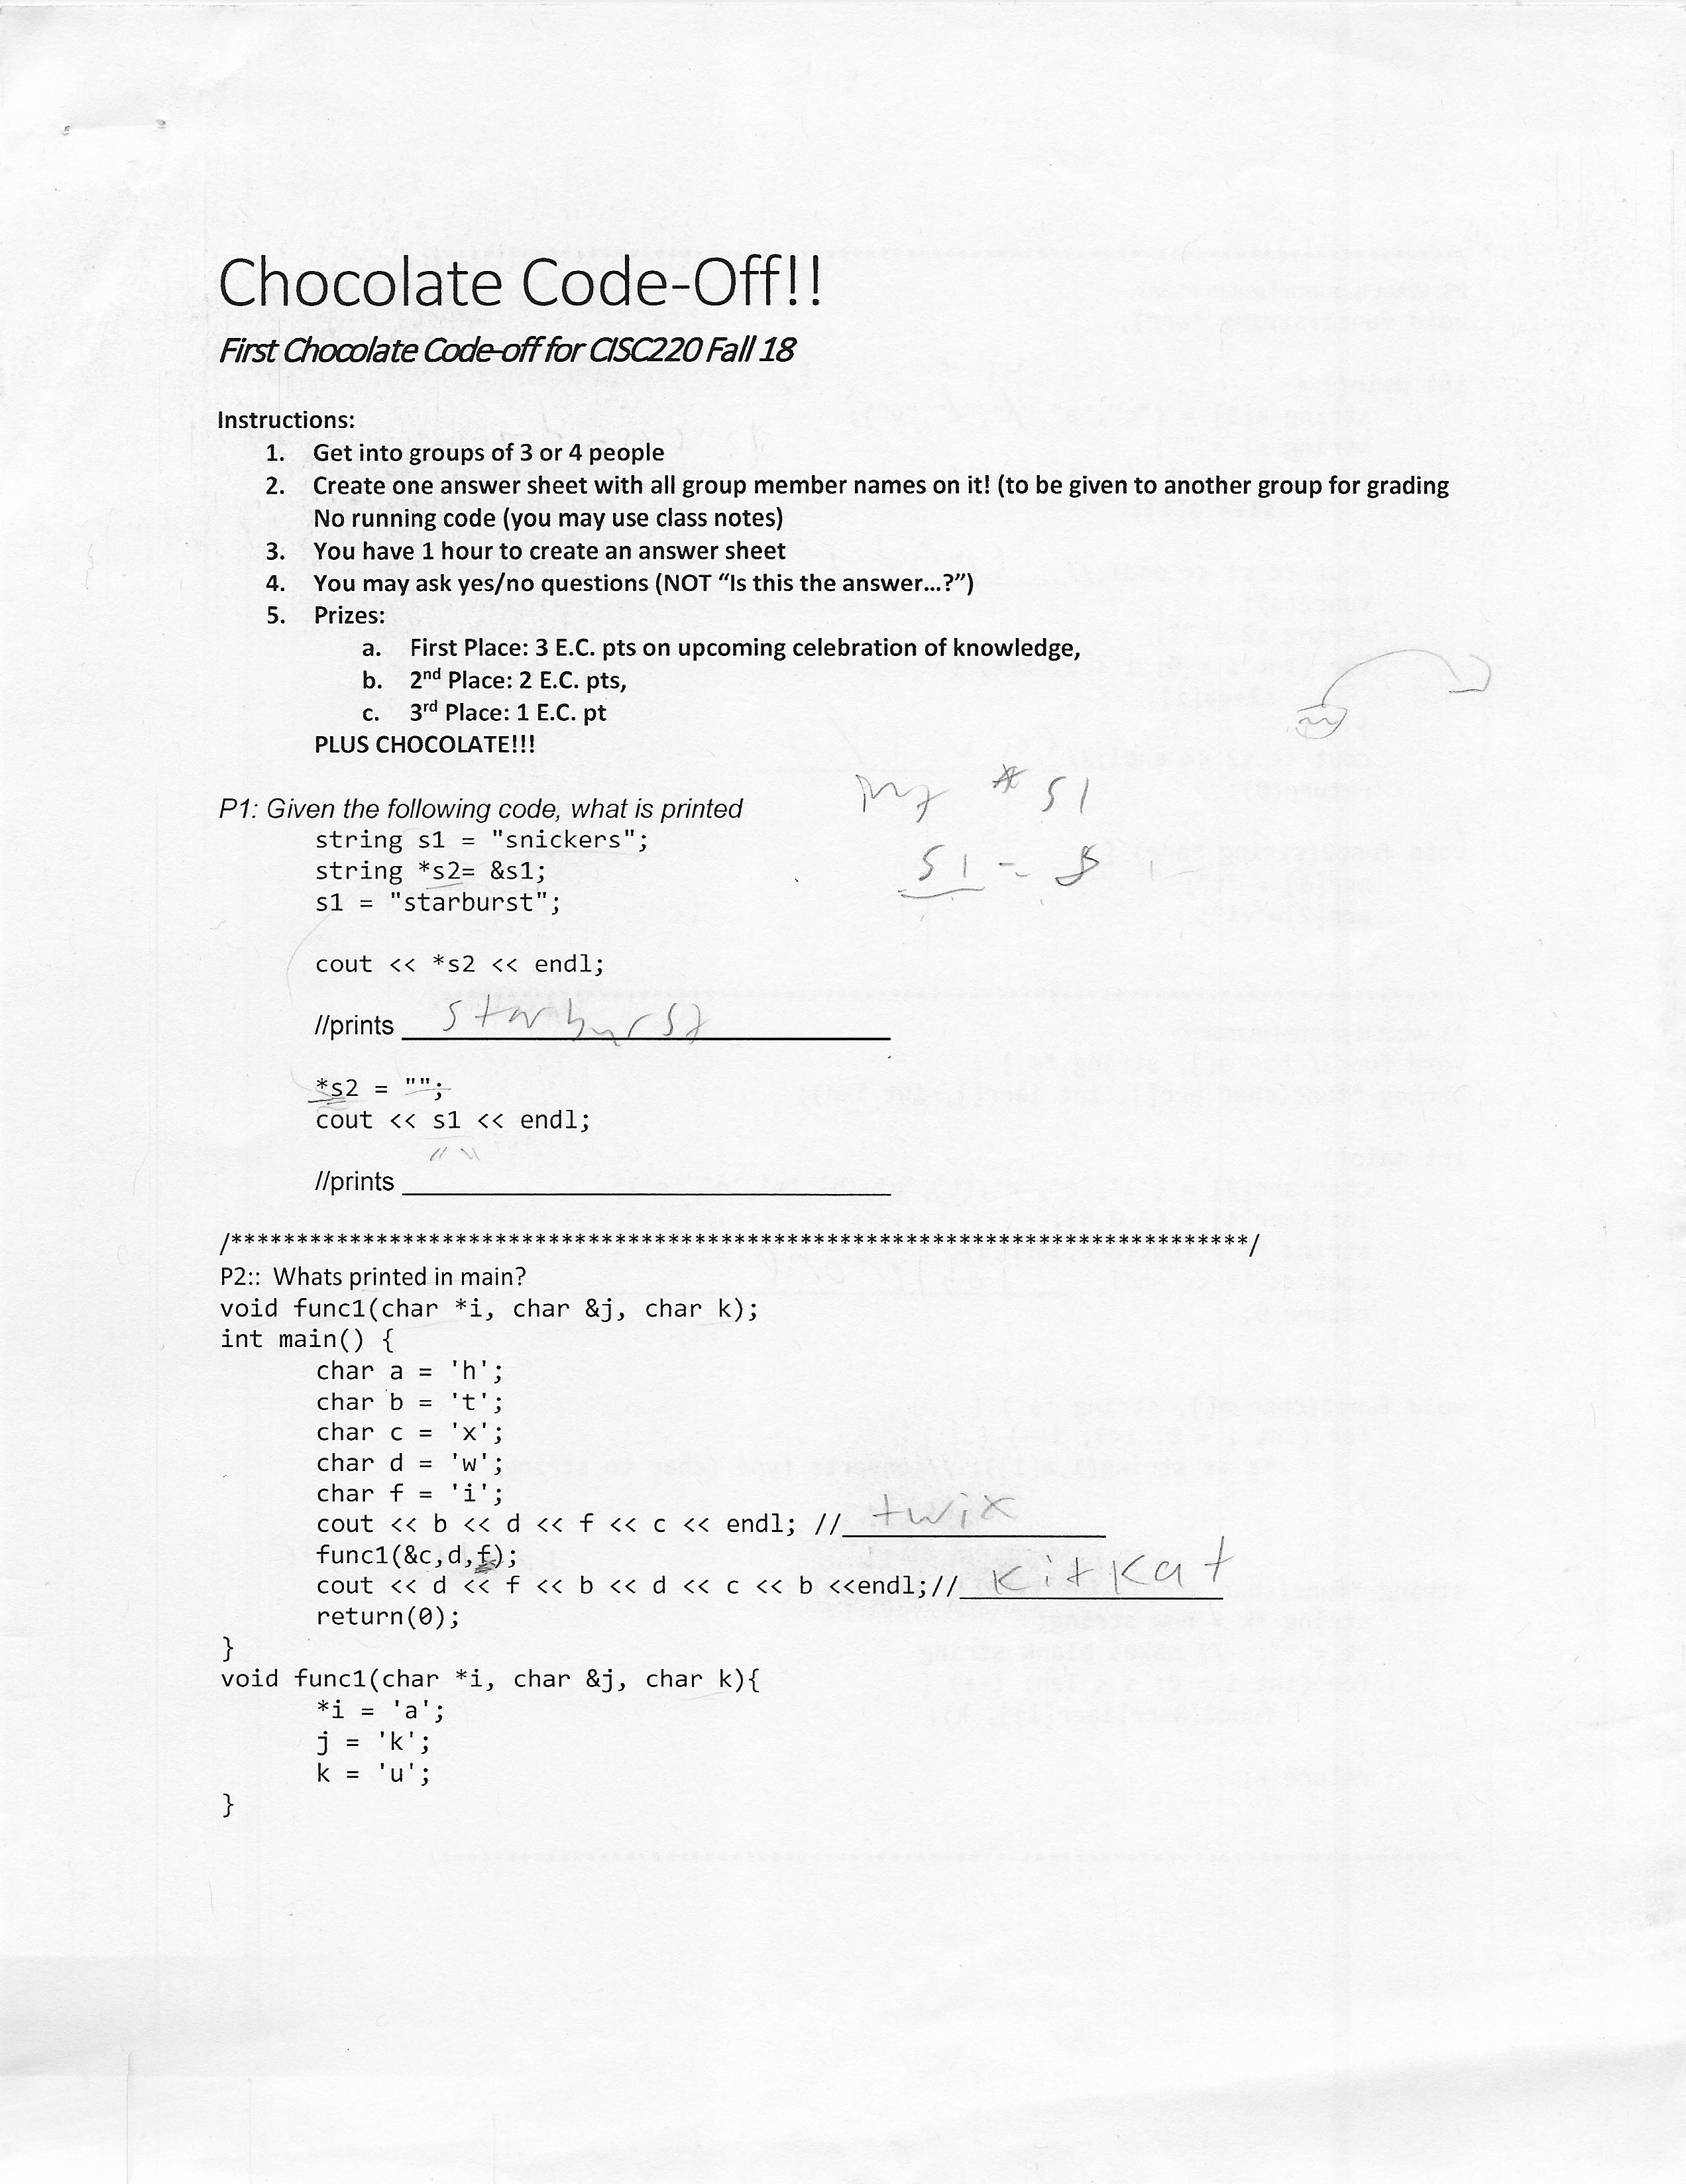 Chocolate Code-Off!!
First Chocolate Code-off for CISC220 Fall 18
Instructions:
1. Get into groups of 3 or 4 people
2. Create one answer sheet with all group member names on it! (to be given to another group for grading
No running code (you may use class notes)
3. You have 1 hour to create an answer sheet
4. You may ask yes/no questions (NOT “Is this the answer…?”)
5. Prizes:
a. First Place: 3 E.C. pts on upcoming celebration of knowledge,
b. 2nd Place: 2 E.C. pts,
c. 3rd Place: 1 E.C. pt
PLUS CHOCOLATE!!!
* s1
P1: Given the following code, what is printed
string s1 = "snickers";
string *s2= &s1;
s1 =
s1 = "starburst";
cout << *s2 << endl;
//prints starburst
*s2 = "";
cout << s1 << endl;
" "
//prints
/******************************************************************************/
P2:: Whats printed in main?
void func1(char *i, char &j, char k);
int main() {
char a = 'h';
char b = 't';
char c = 'x';
char d = 'w';
char f = 'i';
cout << b << d << f << c << endl; // twix
func1(&c,d,f);
cout << d << f << b << d << c << b <<endl;// kitkat
return(0);
}
void func1(char *i, char &j, char k){
*i = 'a';
j = 'k';
k = 'u';
}